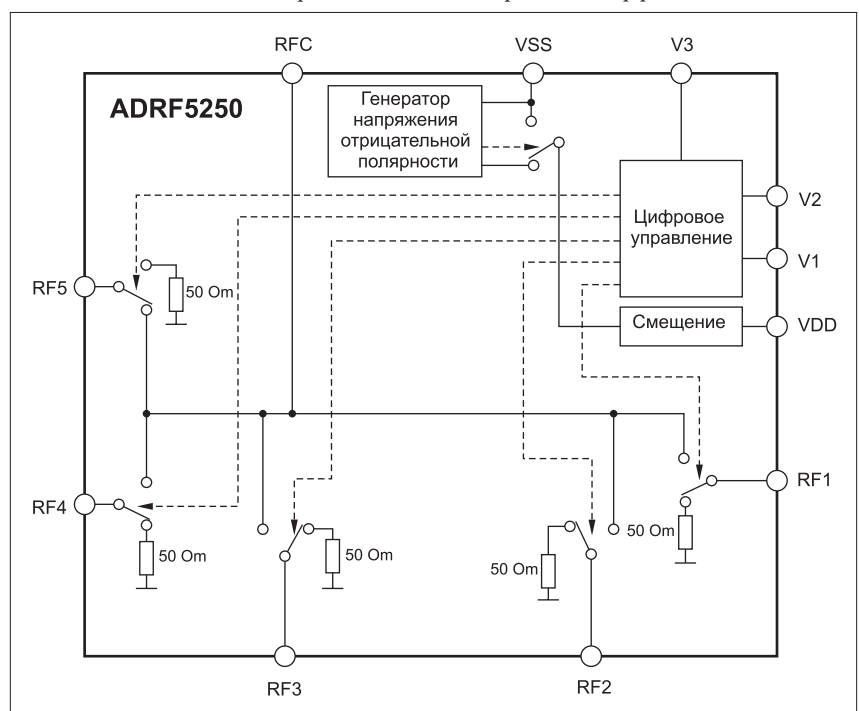 RFC
VSS
V3
ADRF5250
Генератор
напряжения
отрицательной
полярности
Цифровое
управление
V2
V1
Смещение
VDD
RF5
50 Om
RF4
50 Om
50 Om
50 Om
50 Om
RF1
RF3
RF2